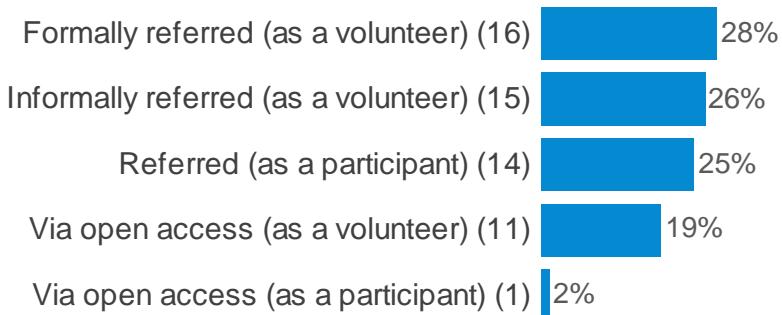 Formally referred (as a volunteer) (16) 28%
Informally referred (as a volunteer) (15) 26%
Referred (as a participant) (14) 25%
Via open access (as a volunteer) (11) 19%
Via open access (as a participant) (1) 2%